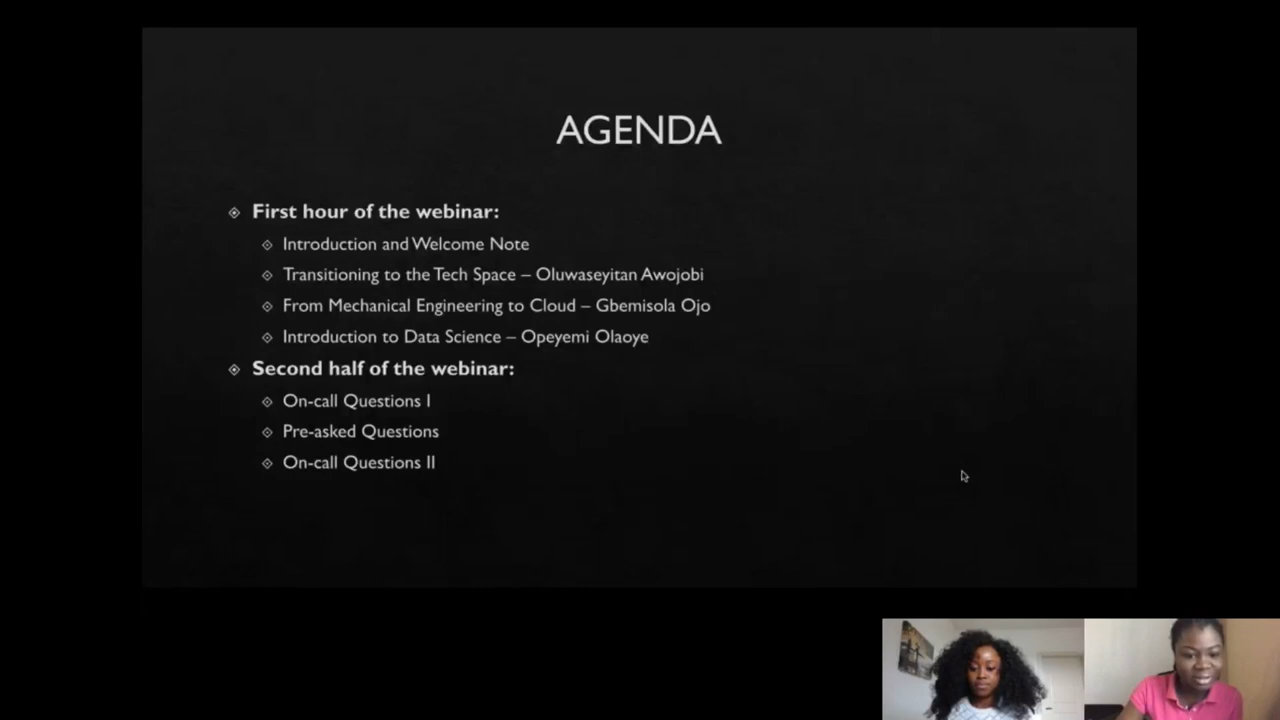 AGENDA
First hour of the webinar:
Introduction and Welcome Note
Transitioning to the Tech Space – Oluwaseyitan Awojobi
From Mechanical Engineering to Cloud – Gbemisola Ojo
Introduction to Data Science – Opeyemi Olaoye
Second half of the webinar:
On-call Questions I
Pre-asked Questions
On-call Questions II